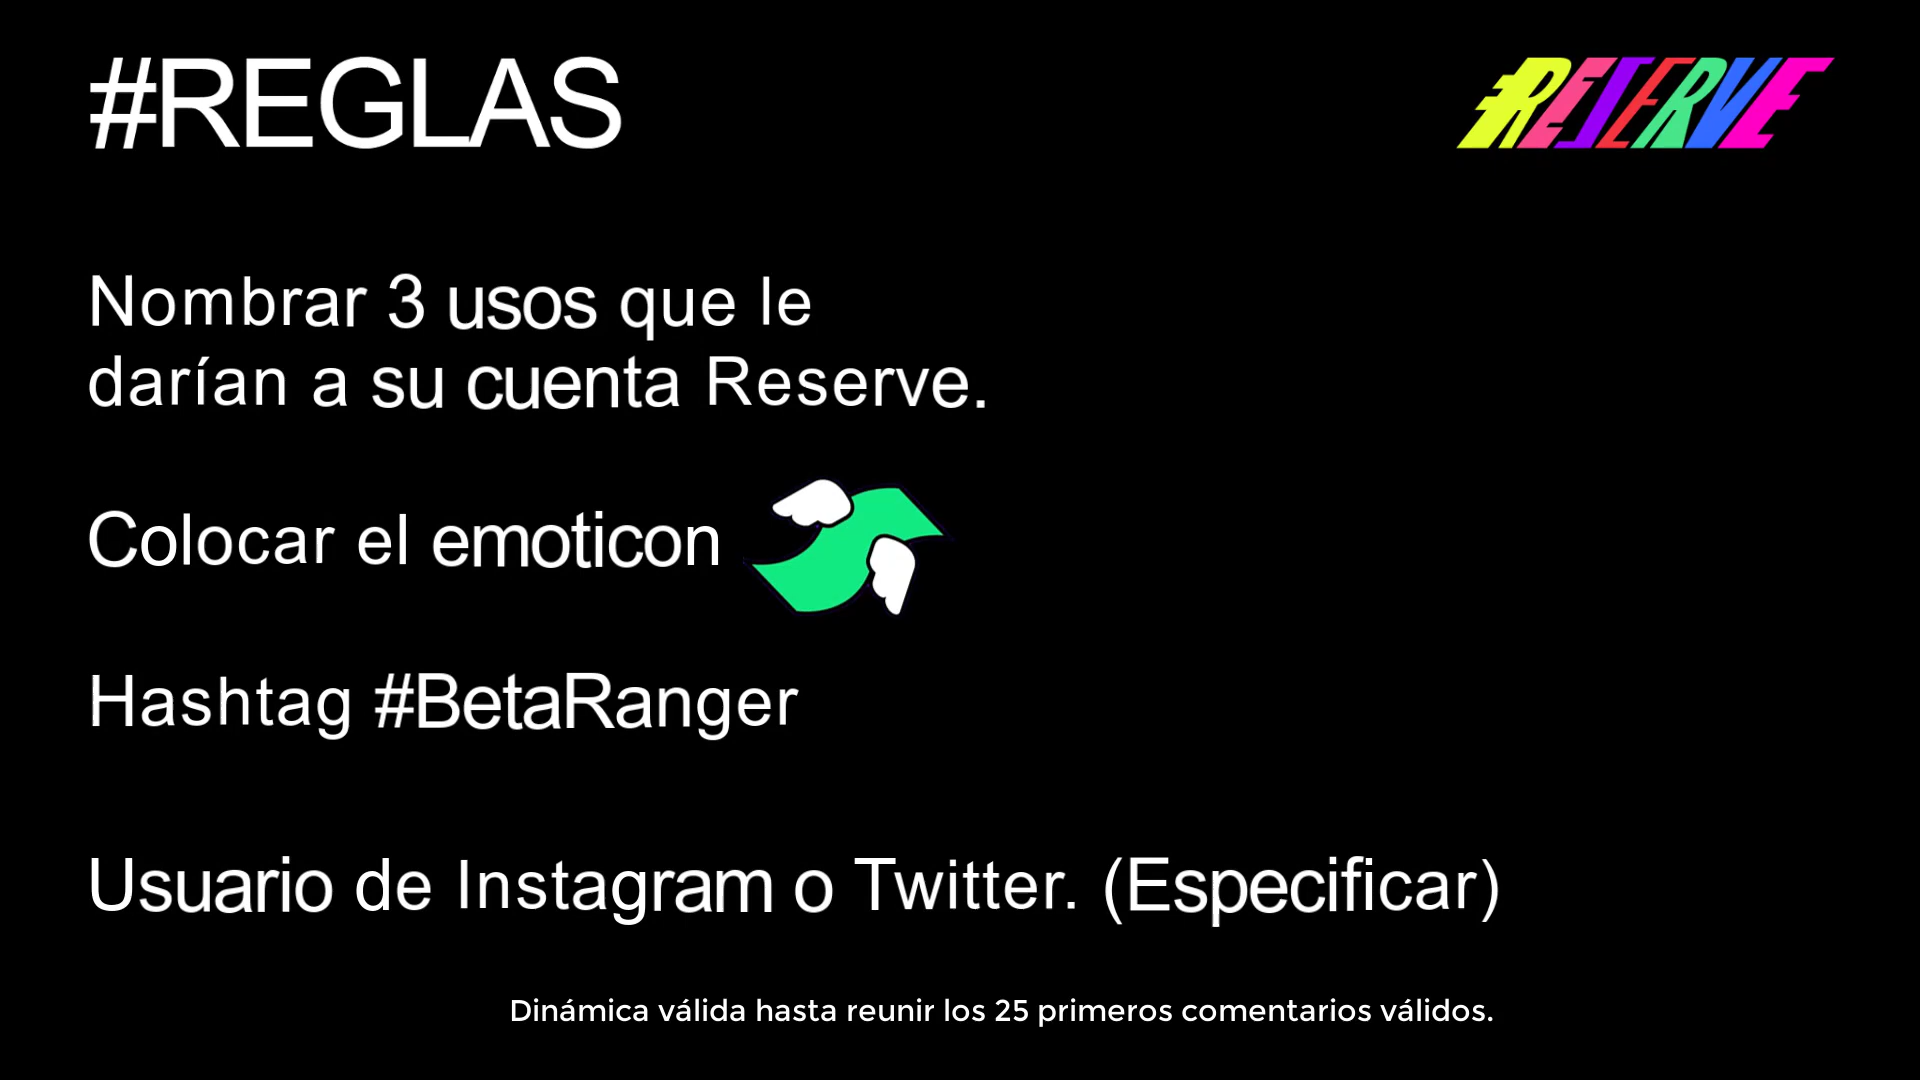 #REGLAS
RESERVE
Nombrar 3 usos que le
darían a su cuenta Reserve.
Colocar el emoticon
Hashtag #BetaRanger
Usuario de Instagram o Twitter. (Especificar)
Dinámica válida hasta reunir los 25 primeros comentarios válidos.